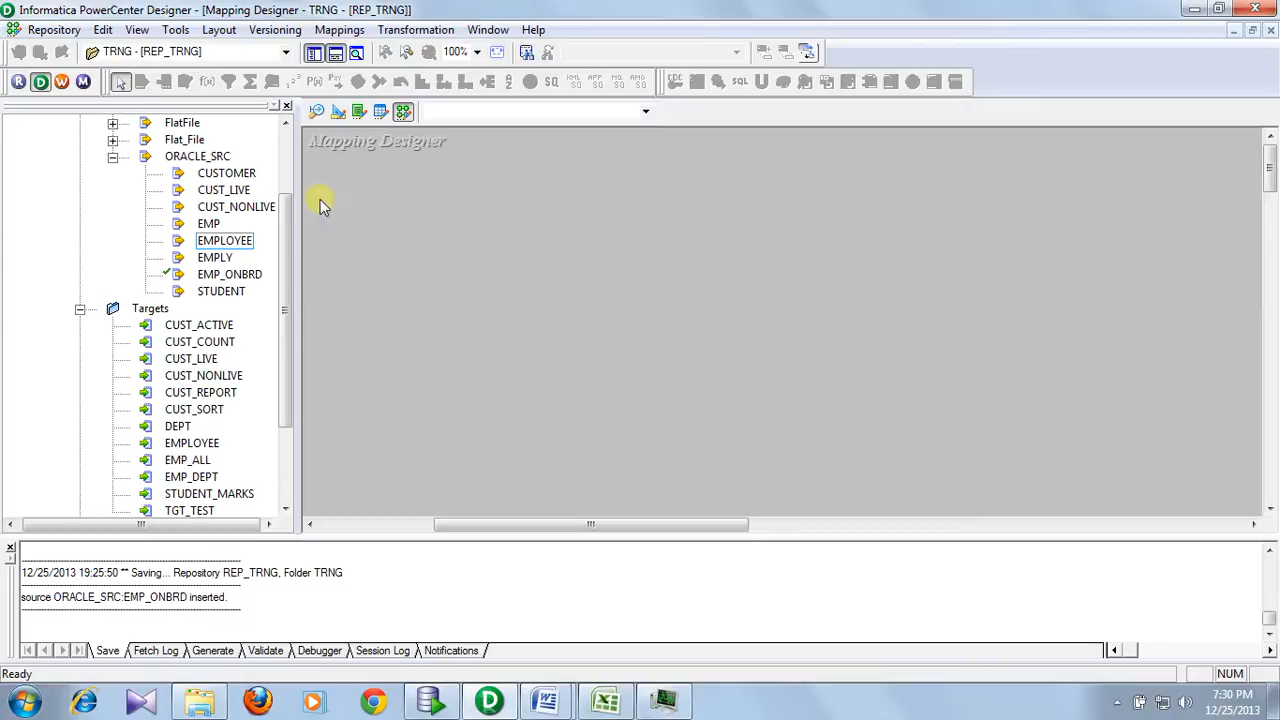 Informatica PowerCenter Designer - [Mapping Designer - TRNG - [REP_TRNG]]
Repository Edit View Tools Layout Versioning Mappings Transformation Window Help
TRNG - [REP_TRNG]
100%
Mapping Designer
FlatFile
Flat_File
ORACLE_SRC
CUSTOMER
CUST_LIVE
CUST_NONLIVE
EMP
EMPLOYEE
EMPLY
EMP_ONBRD
STUDENT
Targets
CUST_ACTIVE
CUST_COUNT
CUST_LIVE
CUST_NONLIVE
CUST_REPORT
CUST_SORT
DEPT
EMPLOYEE
EMP_ALL
EMP_DEPT
STUDENT_MARKS
TGT_TEST
12/25/2013 19:25:50 ** Saving... Repository REP_TRNG, Folder TRNG
source ORACLE_SRC:EMP_ONBRD inserted.
Save Fetch Log Generate Validate Debugger Session Log Notifications
Ready
NUM
7:30 PM
12/25/2013